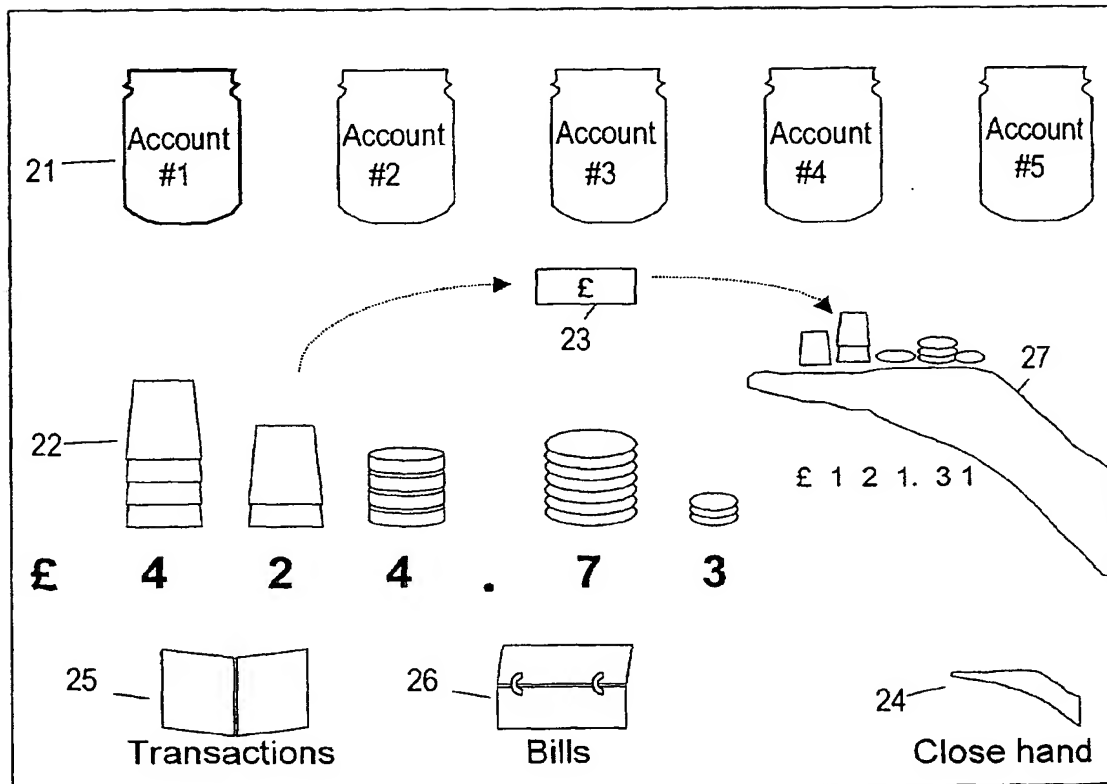 Account #1
Account #2
Account #3
Account #4
Account #5
21
£
23
27
22
£ 1 2 1. 3 1
£ 4 2 4 . 7 3
25
26
24
Transactions
Bills
Close hand